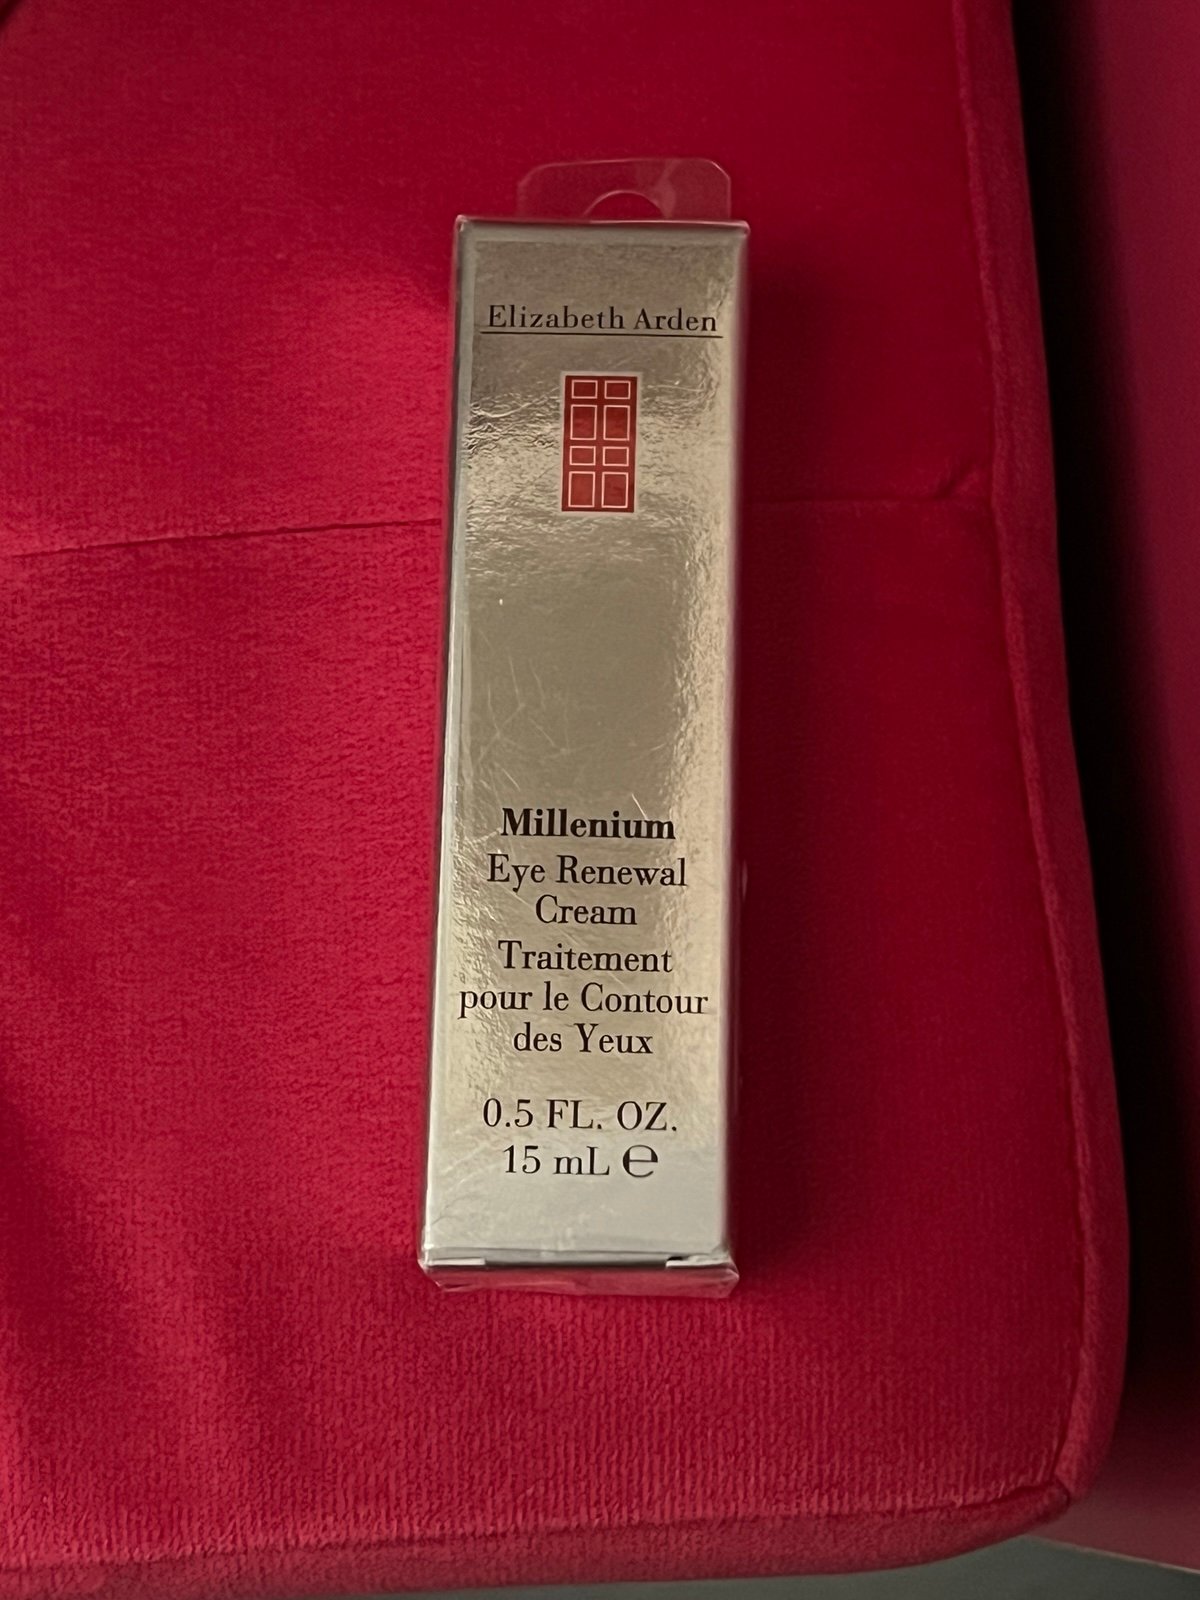 Elizabeth Arden
Millenium
Eye Renewal
Cream
Traitement
pour le Contour
des Yeux
0.5 FL. OZ.
15 mL ℮